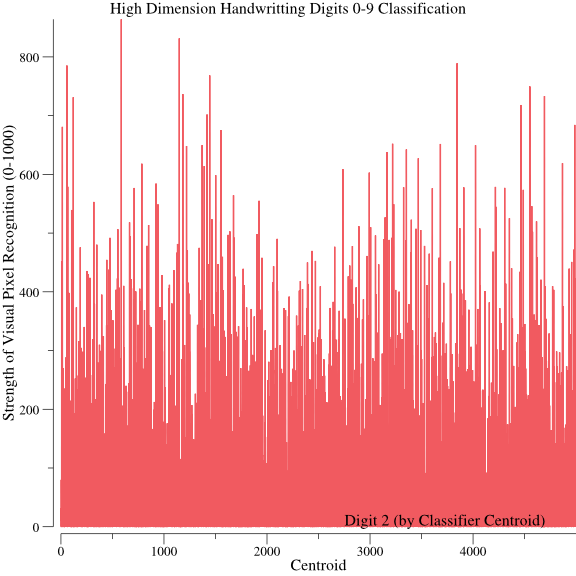 High Dimension Handwritting Digits 0-9 Classification
Strength of Visual Pixel Recognition (0-1000)
800
600
400
200
0
Digit 2 (by Classifier Centroid)
0 1000 2000 3000 4000
Centroid